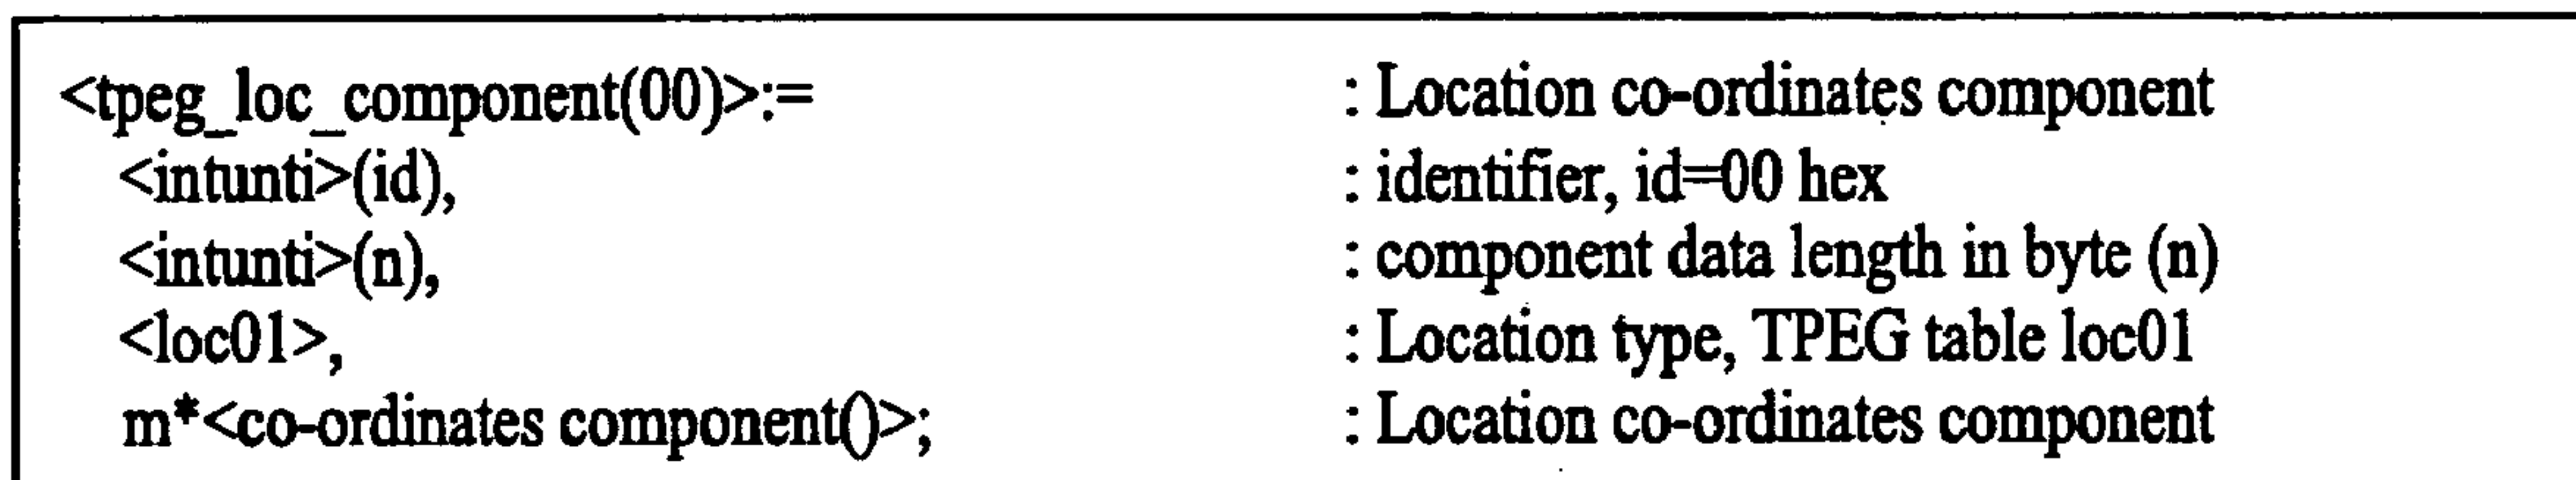 <tpeg_loc_component(00)>:= : Location co-ordinates component
<intunti>(id), : identifier, id=00 hex
<intunti>(n), : component data length in byte (n)
<loc01>, : Location type, TPEG table loc01
m*<co-ordinates component()>; : Location co-ordinates component